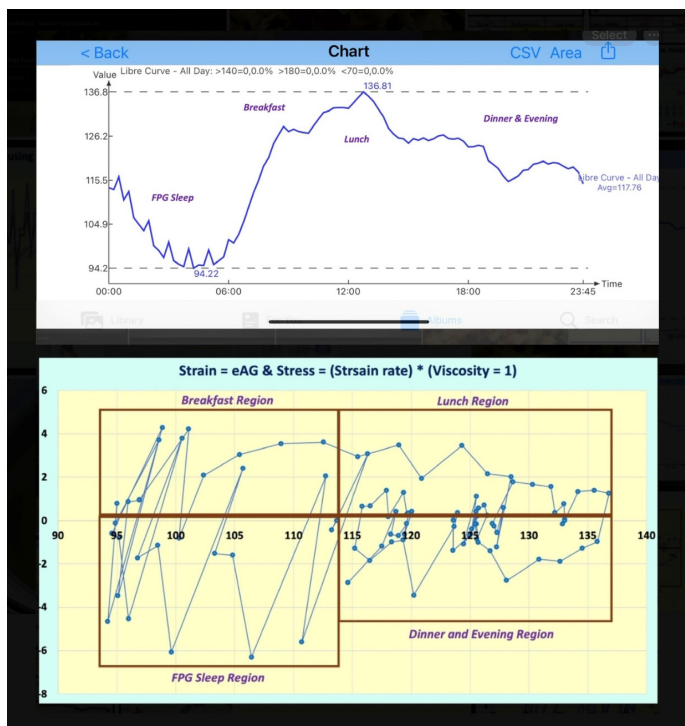 Select
< Back
Chart
CSV Area
Value
Libre Curve - All Day: >140=0,0.0% >180=0,0.0% <70=0,0.0%
136.8
136.81
Breakfast
Dinner & Evening
126.2
Lunch
115.5
Libre Curve - All Day
Avg=117.76
FPG Sleep
104.9
94.2
94.22
Time
00:00 06:00 12:00 18:00 23:45
Library
Albums
Search
Strain = eAG & Stress = (Strsain rate) * (Viscosity = 1)
6
Breakfast Region
Lunch Region
4
2
0
90 95 100 105 110 115 120 125 130 135 140
-2
-4
Dinner and Evening Region
-6
FPG Sleep Region
-8